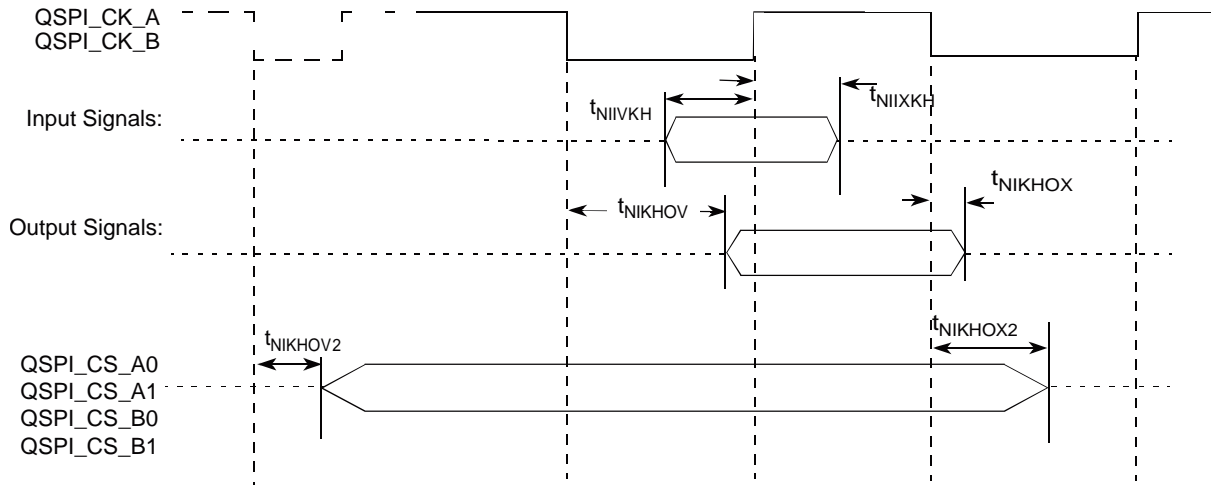 QSPI_CK_A
QSPI_CK_B
tNIIVKH
tNIIXKH
Input Signals:
tNIKHOX
tNIKHOV
Output Signals:
tNIKHOV2
tNIKHOX2
QSPI_CS_A0
QSPI_CS_A1
QSPI_CS_B0
QSPI_CS_B1